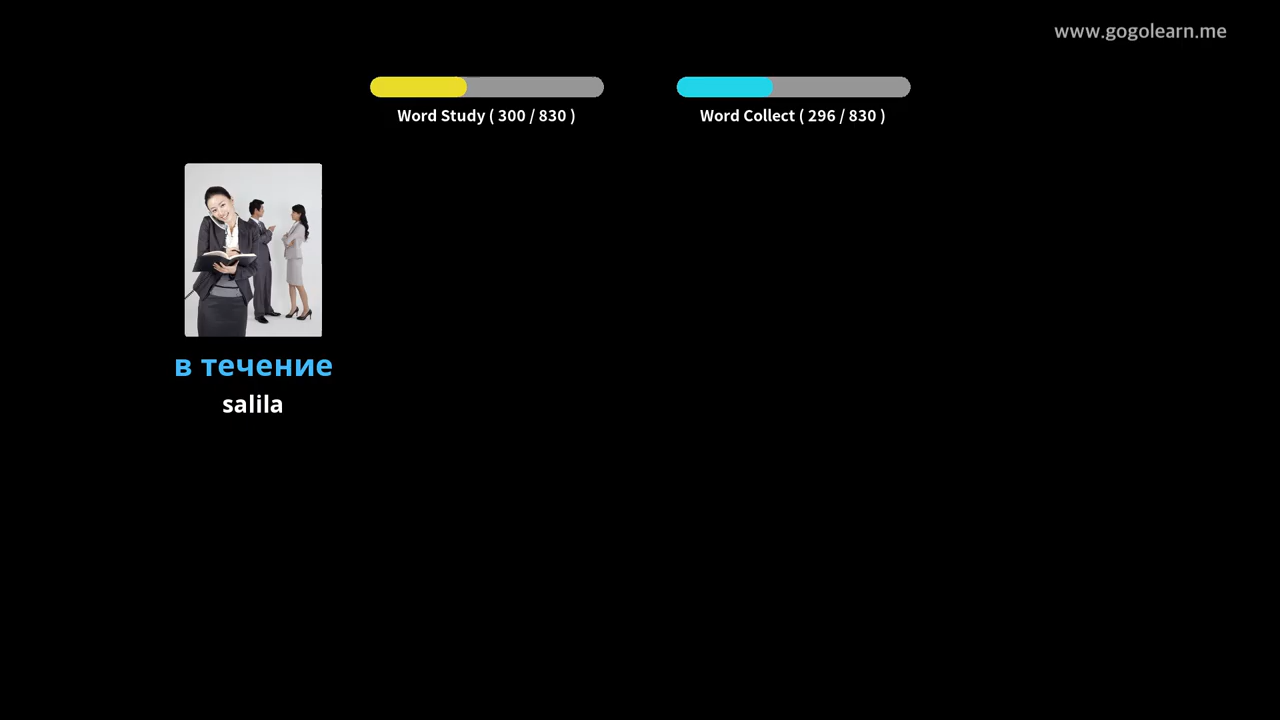 www.gogolearn.me
Word Study ( 300 / 830 )
Word Collect ( 296 / 830 )
в течение
salila